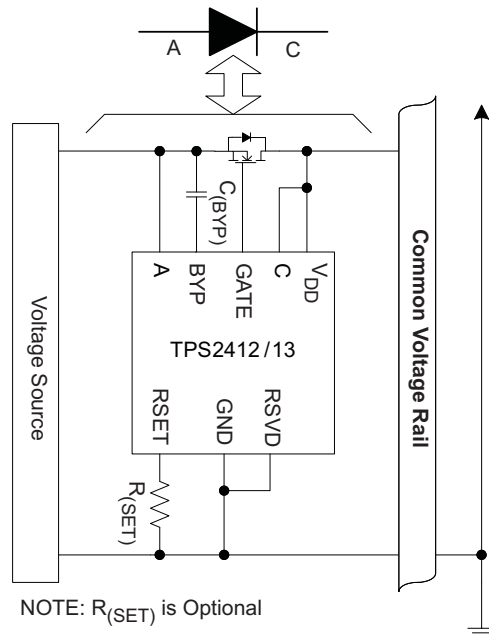 A
C
C(BYP)
A
BYP
GATE
C
VDD
TPS2412/13
RSET
GND
RSVD
R(SET)
Voltage Source
Common Voltage Rail
NOTE: R(SET) is Optional